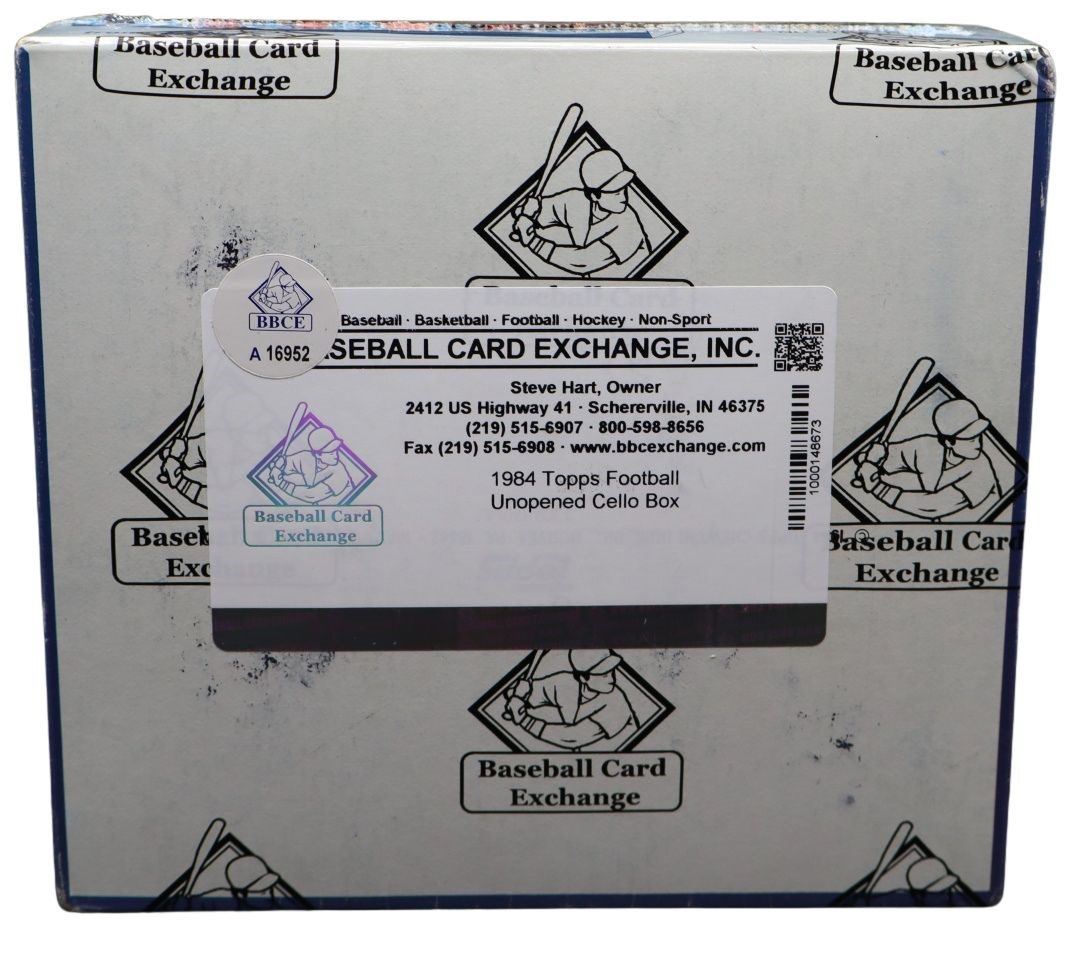 Baseball Card
Exchange
Baseball Car
Exchange
Baseball Card
BBCE
A 16952
Baseball · Basketball · Football · Hockey · Non-Sport
SEBALL CARD EXCHANGE, INC.
Steve Hart, Owner
2412 US Highway 41 · Schererville, IN 46375
(219) 515-6907 · 800-598-8656
Fax (219) 515-6908 · www.bbcexchange.com
1984 Topps Football
Unopened Cello Box
1000148673
Baseball Card
Exchange
Baseb
Exchange
Baseball Card
Exchange
Baseball Card
Exchange